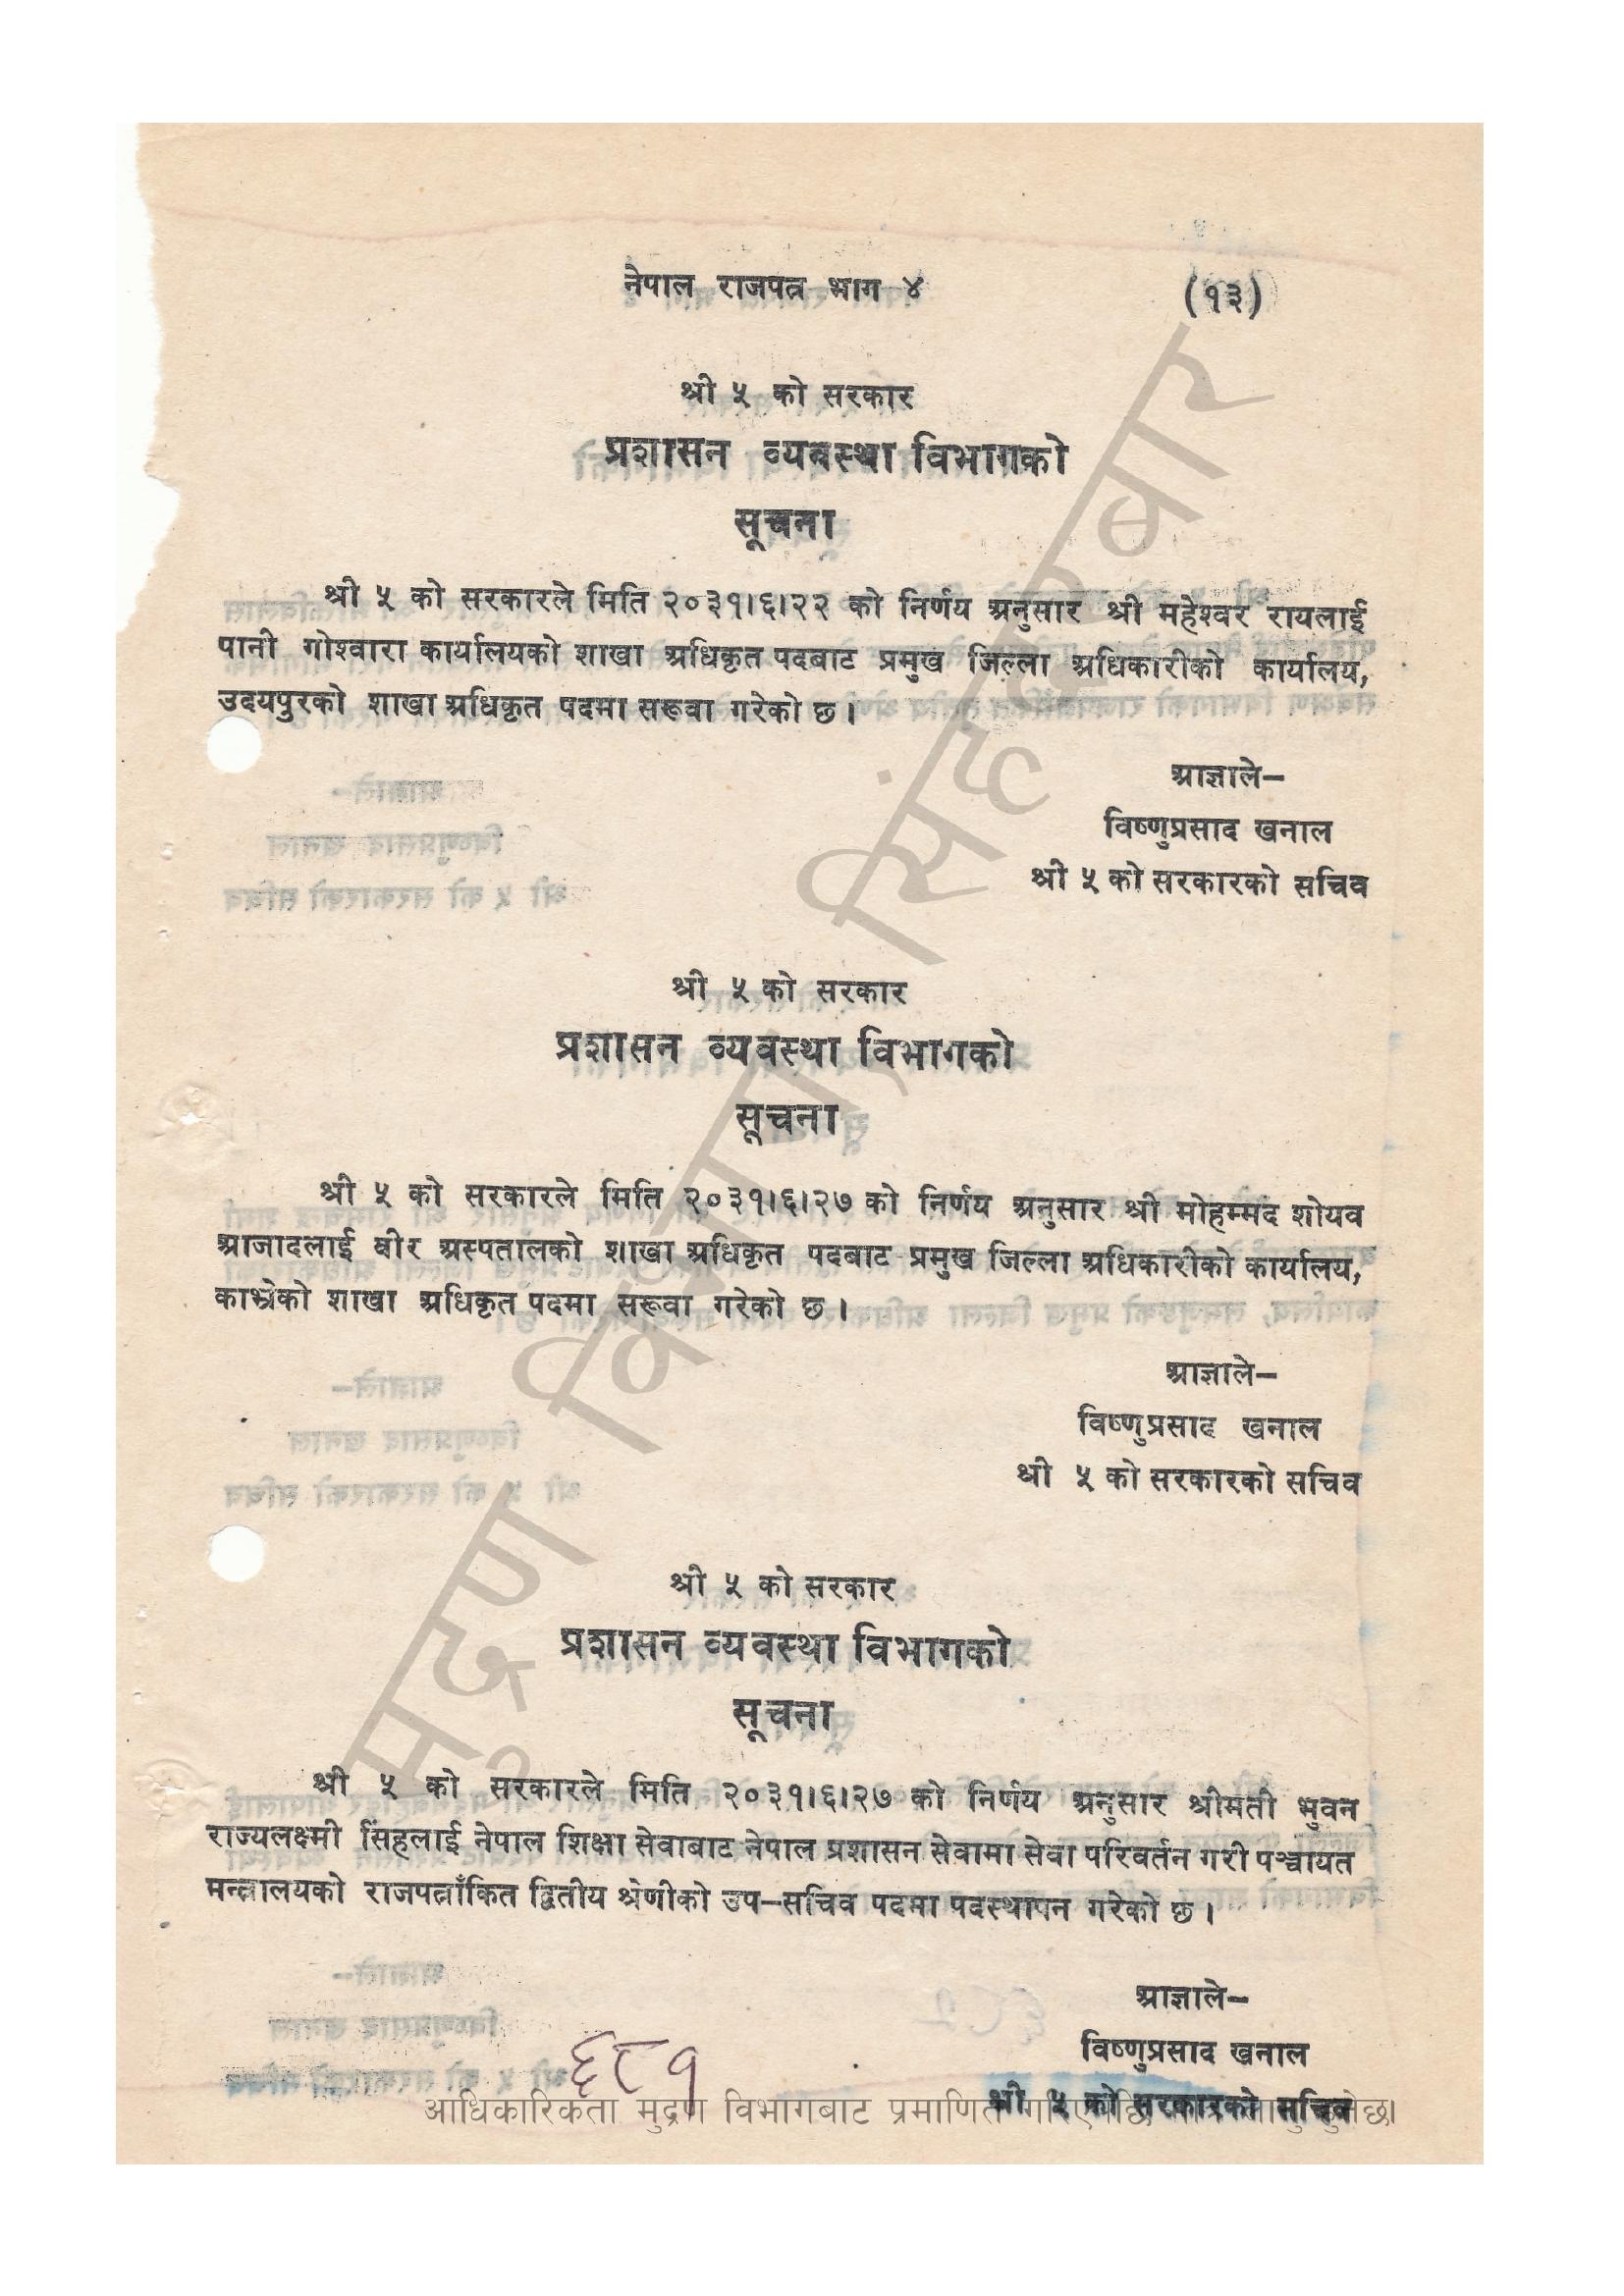 नेपाल राजपत्र भाग ४ (१३)
श्री ५ को सरकार
प्रशासन व्यवस्था विभागको
सूचना
श्री ५ को सरकारले मिति २०३१।६।२२ को निर्णय अनुसार श्री महेश्वर रायलाई
पानी गोश्वारा कार्यालयको शाखा अधिकृत पदबाट प्रमुख जिल्ला अधिकारीको कार्यालय,
उदयपुरको शाखा अधिकृत पदमा सरूवा गरेको छ।
आज्ञाले–
विष्णुप्रसाद खनाल
श्री ५ को सरकारको सचिव
श्री ५ को सरकार
प्रशासन व्यवस्था विभागको
सूचना
श्री ५ को सरकारले मिति २०३१।६।२७ को निर्णय अनुसार श्री मोहम्मद शोयव
आजादलाई वीर अस्पतालको शाखा अधिकृत पदबाट प्रमुख जिल्ला अधिकारीको कार्यालय,
काभ्रेको शाखा अधिकृत पदमा सरूवा गरेको छ।
आज्ञाले–
विष्णुप्रसाद खनाल
श्री ५ को सरकारको सचिव
श्री ५ को सरकार
प्रशासन व्यवस्था विभागको
सूचना
श्री ५ को सरकारले मिति २०३१।६।२७ को निर्णय अनुसार श्रीमती भुवन
राज्यलक्ष्मी सिंहलाई नेपाल शिक्षा सेवाबाट नेपाल प्रशासन सेवामा सेवा परिवर्तन गरी पञ्चायत
मन्त्रालयको राजपत्राँकित द्वितीय श्रेणीको उप–सचिव पदमा पदस्थापन गरेको छ।
आज्ञाले–
विष्णुप्रसाद खनाल
श्री ५ को सरकारको सचिव
६८१
आधिकारिकता मुद्रण विभागबाट प्रमाणित
मुद्रण विभाग, सिंहदरबार